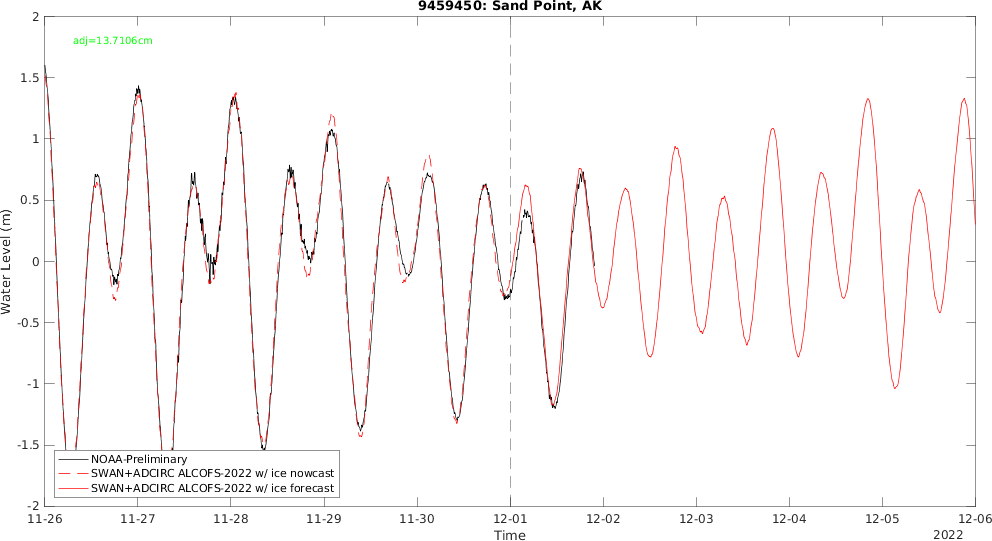 9459450: Sand Point, AK
adj=13.7106cm
2
1.5
1
0.5
0
-0.5
-1
-1.5
-2
Water Level (m)
NOAA-Preliminary
SWAN+ADCIRC ALCOFS-2022 w/ ice nowcast
SWAN+ADCIRC ALCOFS-2022 w/ ice forecast
11-26 11-27 11-28 11-29 11-30 12-01 12-02 12-03 12-04 12-05 12-06
Time
2022